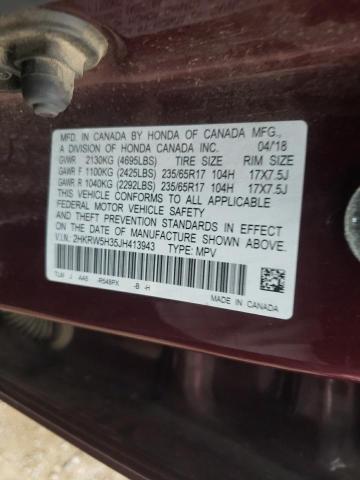 MFD. IN CANADA BY HONDA OF CANADA MFG.,
A DIVISION OF HONDA CANADA INC. 04/18
GVWR 2130KG (4695LBS) TIRE SIZE RIM SIZE
GAWR F 1100KG (2425LBS) 235/65R17 104H 17X7.5J
GAWR R 1040KG (2292LBS) 235/65R17 104H 17X7.5J
THIS VEHICLE CONFORMS TO ALL APPLICABLE
FEDERAL MOTOR VEHICLE SAFETY
AND THEFT PREVENTION STANDARDS IN EFFECT
ON THE DATE OF MANUFACTURE SHOWN ABOVE.
V.I.N.: 2HKRW5H35JH413943 TYPE: MPV
TLM J AA6 -R548PX -B -H
MADE IN CANADA